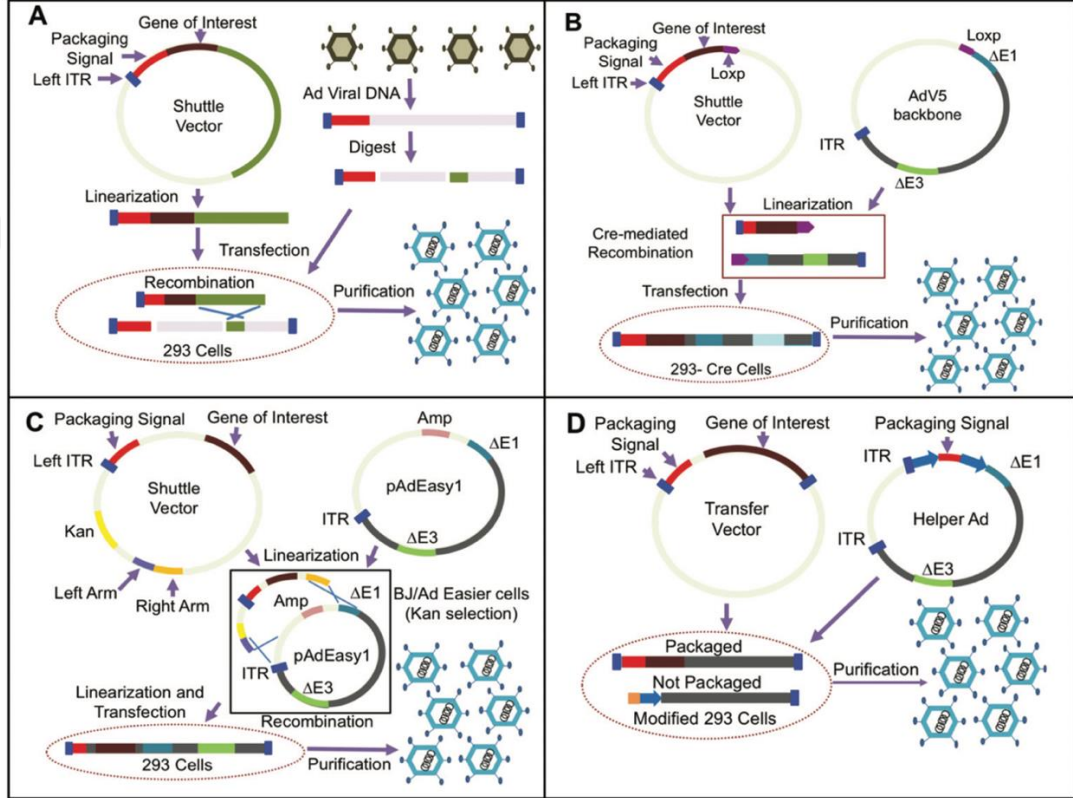 A
Gene of Interest
Packaging
Signal
Left ITR
Shuttle
Vector
Ad Viral DNA
Digest
Linearization
Transfection
Recombination
293 Cells
Purification
B
Gene of Interest
Packaging
Signal
Left ITR
Loxp
Shuttle
Vector
Loxp
ΔE1
AdV5
backbone
ITR
ΔE3
Linearization
Cre-mediated
Recombination
Transfection
293- Cre Cells
Purification
C
Packaging Signal
Gene of Interest
Left ITR
Shuttle
Vector
Kan
Left Arm
Right Arm
Amp
ΔE1
pAdEasy1
ITR
ΔE3
Linearization
Amp
ΔE1
pAdEasy1
ITR
ΔE3
Recombination
BJ/Ad Easier cells
(Kan selection)
Linearization and
Transfection
293 Cells
Purification
D
Packaging
Signal
Gene of Interest
Left ITR
Transfer
Vector
Packaging Signal
ITR
ΔE1
Helper Ad
ITR
ΔE3
Packaged
Not Packaged
Modified 293 Cells
Purification